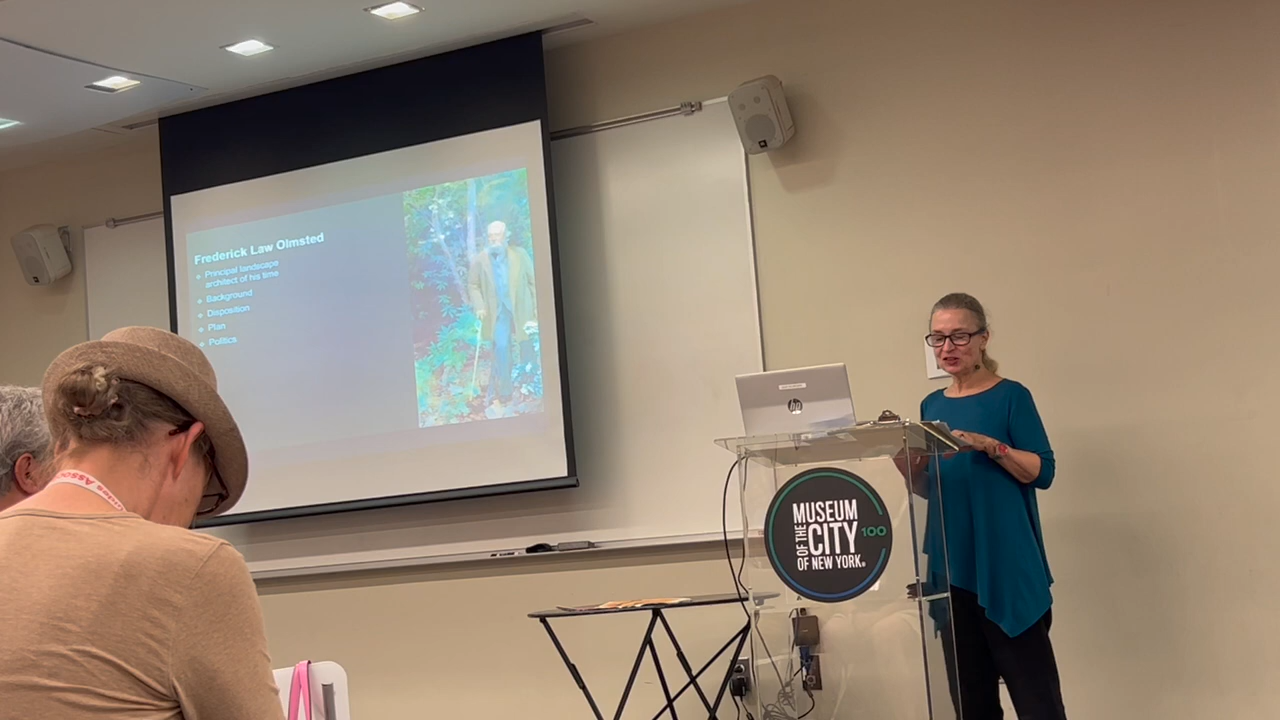 Frederick Law Olmsted
Principal landscape
architect of his time
Background
Disposition
Plan
Politics
hp
MUSEUM
OF THE CITY
OF NEW YORK
100